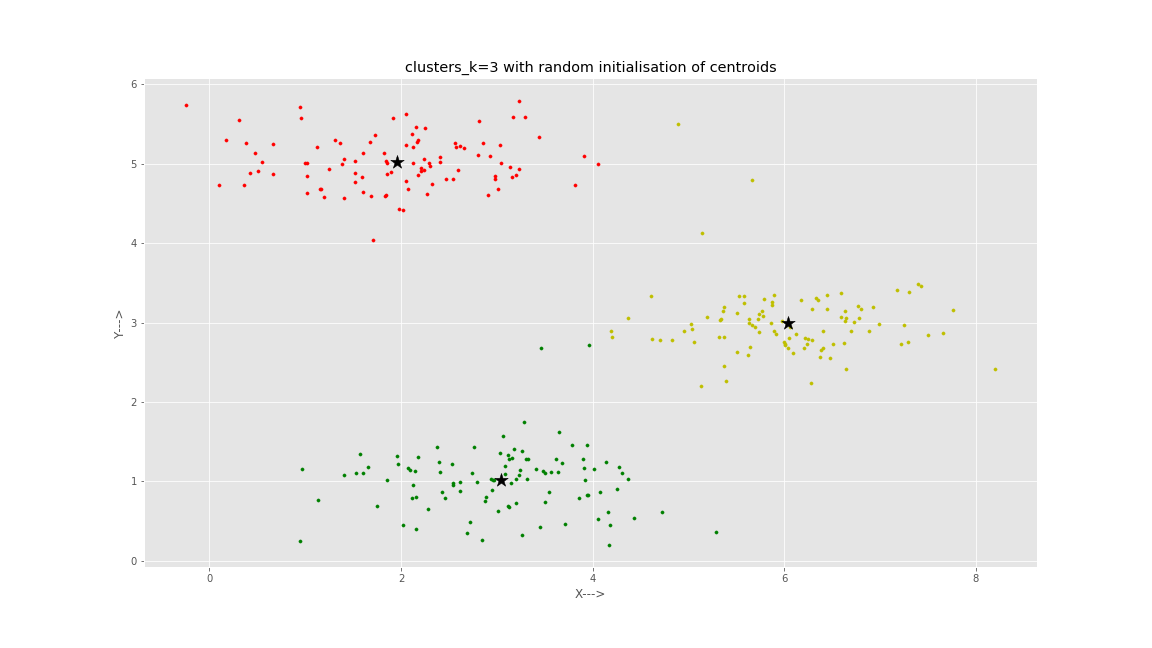 clusters_k=3 with random initialisation of centroids
6
5
4
3
2
1
0
Y--->
0 2 4 6 8
X--->